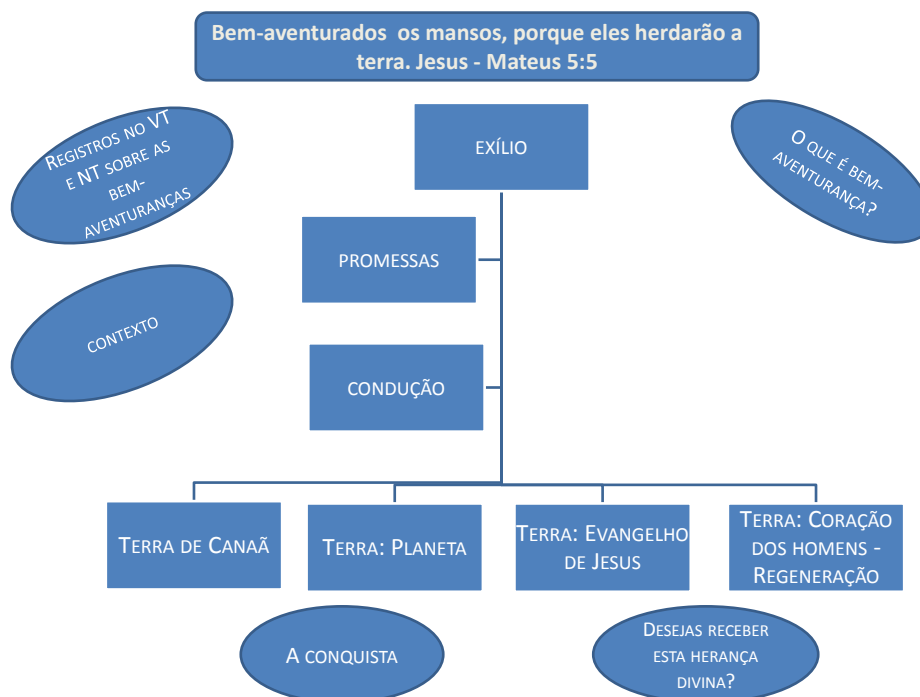 Bem-aventurados os mansos, porque eles herdarão a
terra. Jesus - Mateus 5:5
Registros no VT
e NT sobre as
bem-
aventuranças
EXÍLIO
O que é bem-
aventurança?
PROMESSAS
contexto
CONDUÇÃO
Terra de Canaã
Terra: Planeta
Terra: Evangelho
de Jesus
Terra: Coração
dos homens -
Regeneração
A conquista
Desejas receber
esta herança
divina?